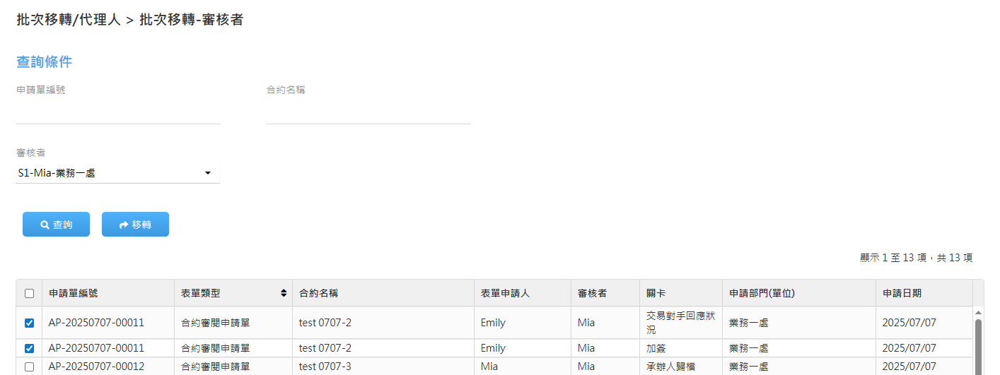 批次移轉/代理人 > 批次移轉-審核者
查詢條件
申請單編號 合約名稱
審核者
S1-Mia-業務一處
查詢 移轉
顯示 1 至 13 項，共 13 項
申請單編號 表單類型 合約名稱 表單申請人 審核者 關卡 申請部門(單位) 申請日期
AP-20250707-00011 合約審閱申請單 test 0707-2 Emily Mia 交易對手回應狀況 業務一處 2025/07/07
AP-20250707-00011 合約審閱申請單 test 0707-2 Emily Mia 加簽 業務一處 2025/07/07
AP-20250707-00012 合約審閱申請單 test 0707-3 Mia Mia 承辦人歸檔 業務一處 2025/07/07